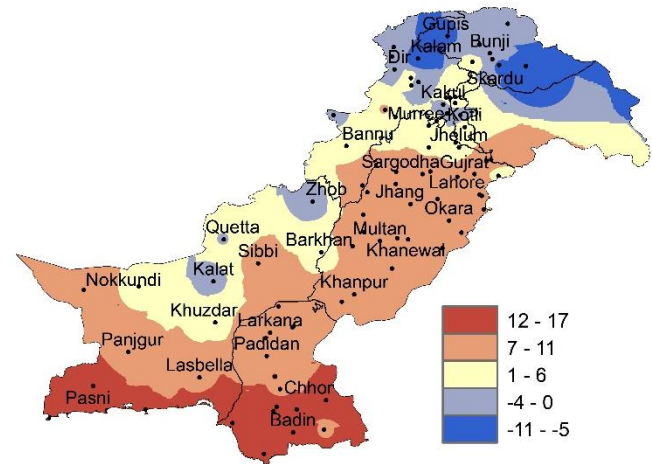 Gupis
Dir Kalam Bunji
Skardu
Kakul
Murree Kotli
Bannu Jhelum
Sargodha Gujrat
Zhob Jhang Lahore
Okara
Quetta Multan
Barkhan Khanewal
Sibbi
Nokkundi Kalat Khanpur
Khuzdar Larkana
Panjgur Padidan
Lasbella
Pasni Chhor
Badin
12 - 17
7 - 11
1 - 6
-4 - 0
-11 - -5